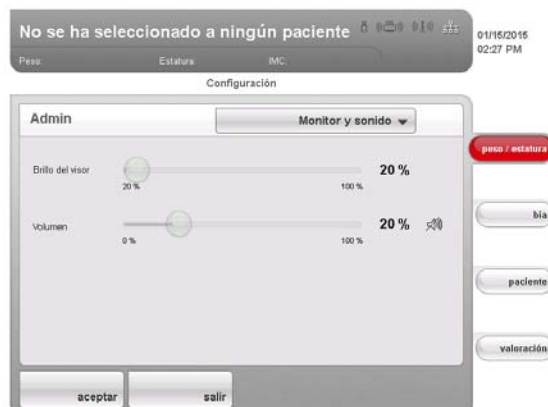 No se ha seleccionado a ningún paciente
01/15/2015
02:27 PM
Peso: Estatura: IMC:
Configuración
Admin Monitor y sonido
peso / estatura
Brillo del visor 20 %
20 % 100 %
Volumen 20 %
0 % 100 %
bia
paciente
valoración
aceptar salir